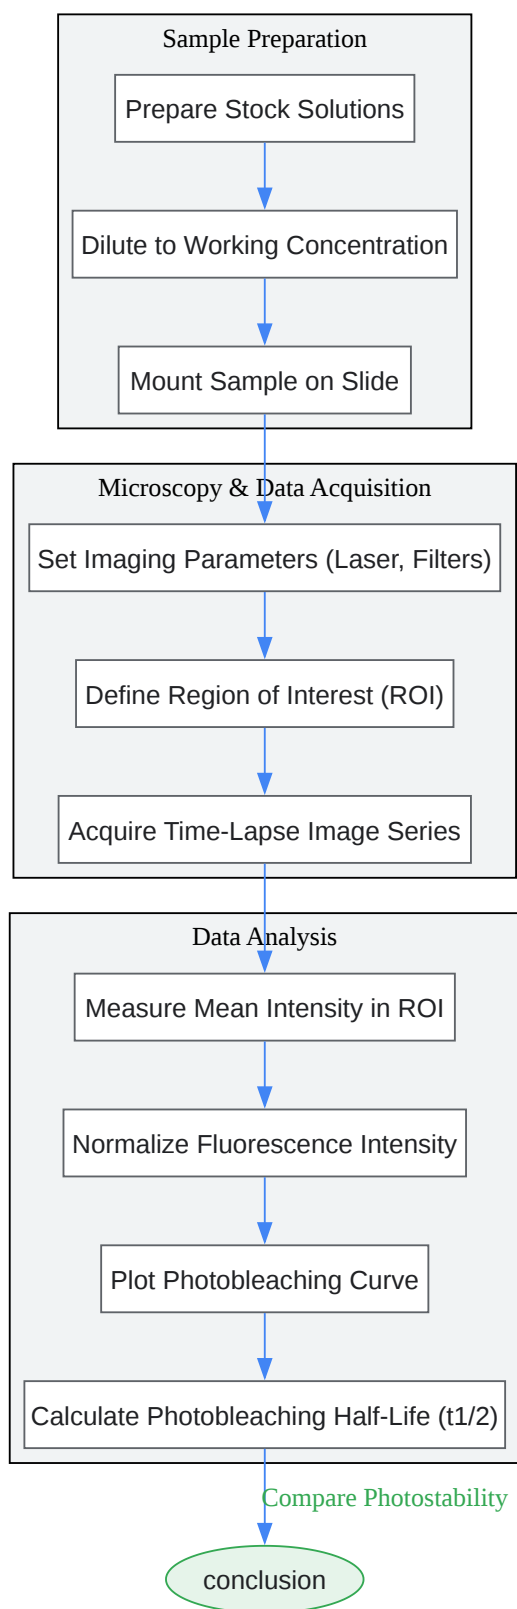 Sample Preparation
Prepare Stock Solutions
Dilute to Working Concentration
Mount Sample on Slide
Microscopy & Data Acquisition
Set Imaging Parameters (Laser, Filters)
Define Region of Interest (ROI)
Acquire Time-Lapse Image Series
Data Analysis
Measure Mean Intensity in ROI
Normalize Fluorescence Intensity
Plot Photobleaching Curve
Calculate Photobleaching Half-Life (t1/2)
Compare Photostability
conclusion